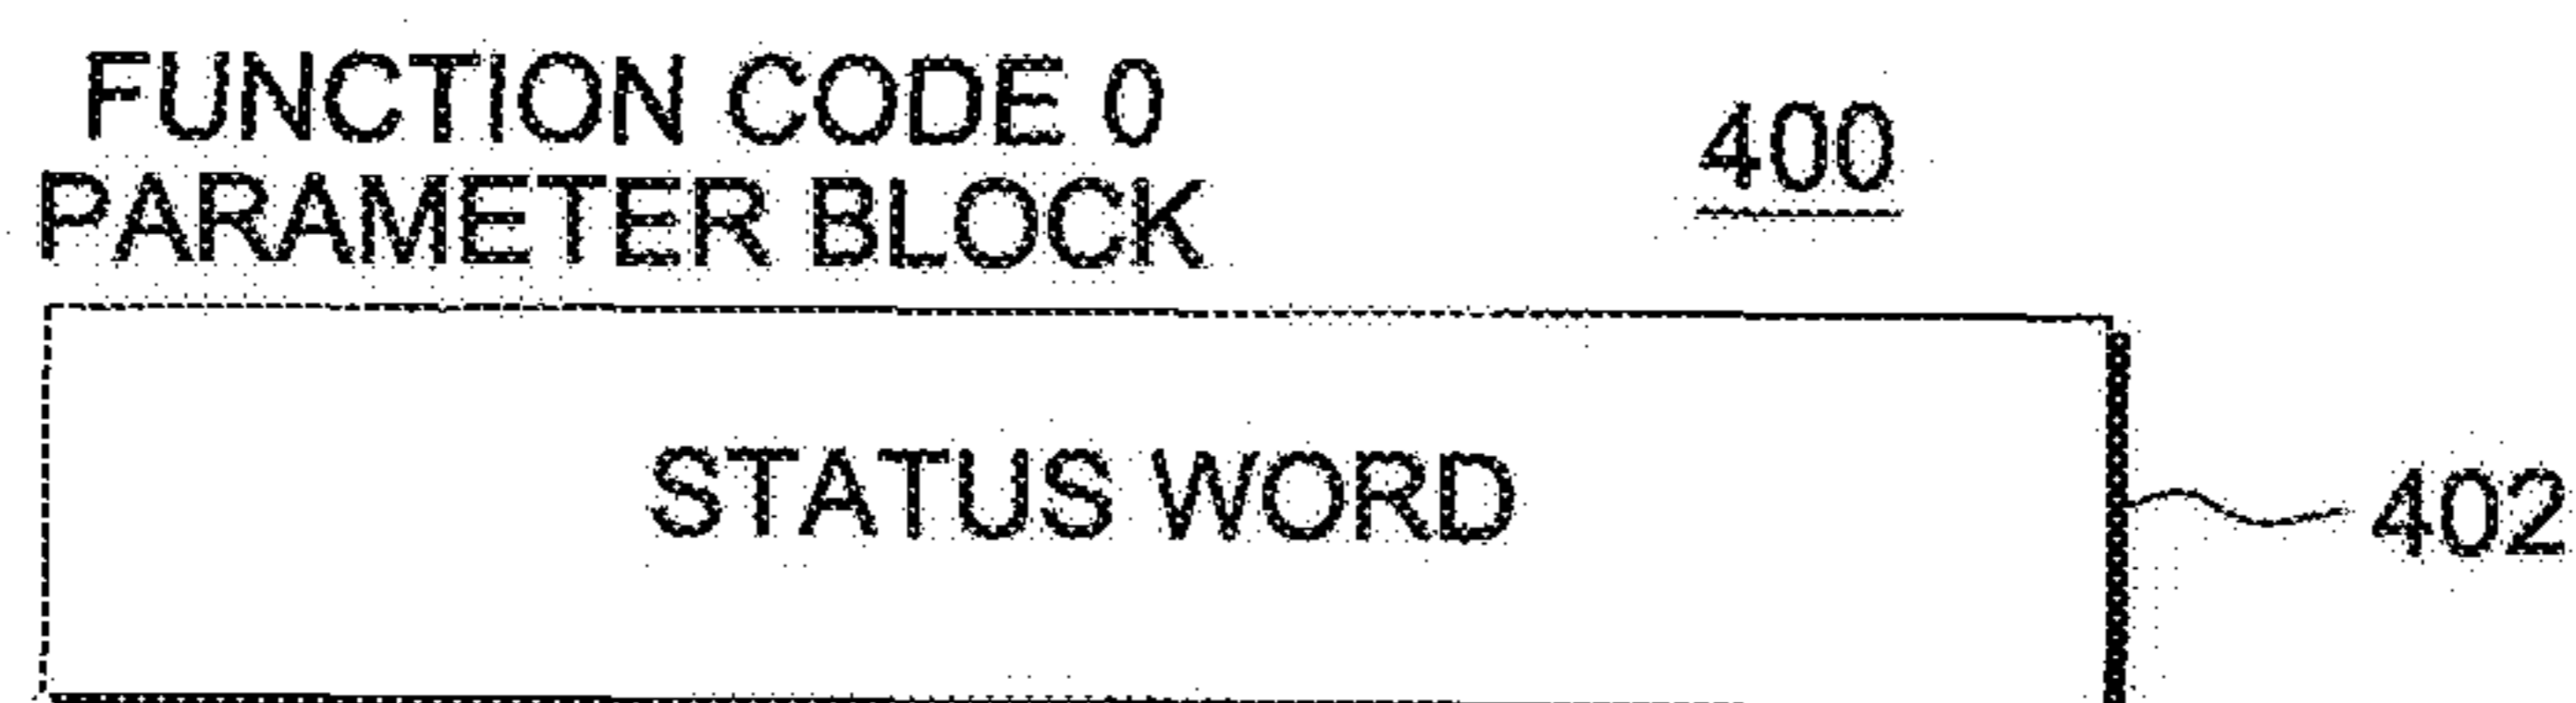 FUNCTION CODE 0
PARAMETER BLOCK
400
STATUS WORD
402